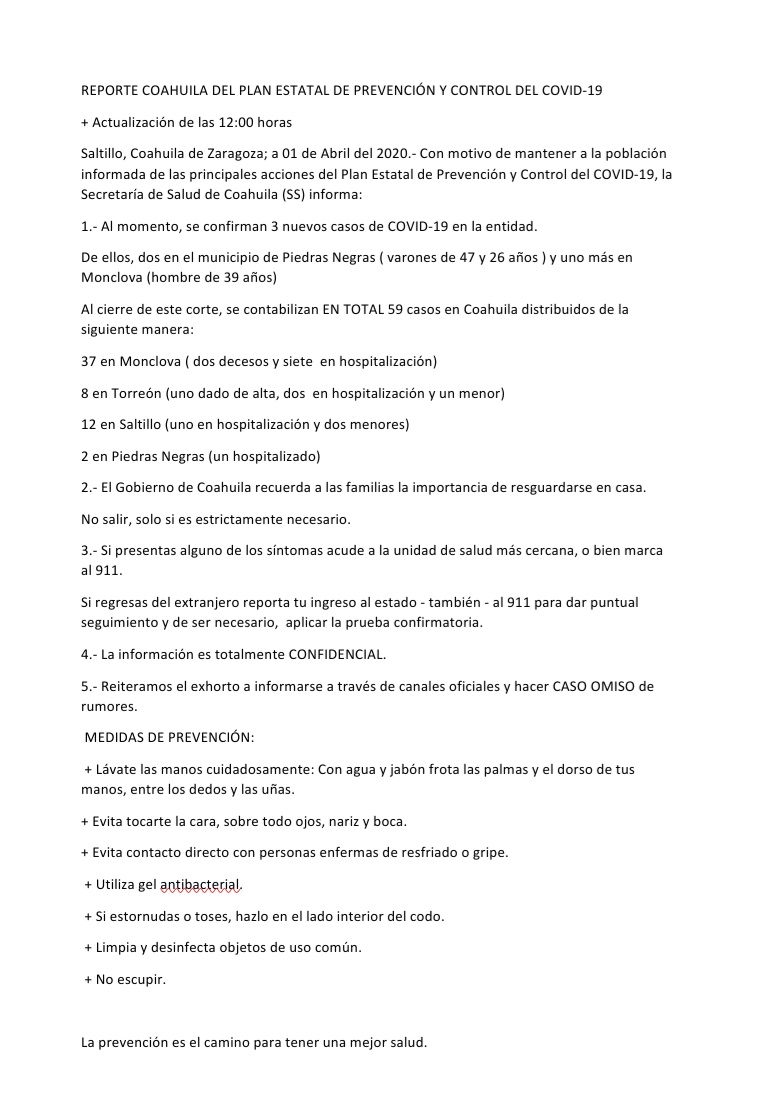 REPORTE COAHUILA DEL PLAN ESTATAL DE PREVENCIÓN Y CONTROL DEL COVID-19
+ Actualización de las 12:00 horas
Saltillo, Coahuila de Zaragoza; a 01 de Abril del 2020.- Con motivo de mantener a la población
informada de las principales acciones del Plan Estatal de Prevención y Control del COVID-19, la
Secretaría de Salud de Coahuila (SS) informa:
1.- Al momento, se confirman 3 nuevos casos de COVID-19 en la entidad.
De ellos, dos en el municipio de Piedras Negras ( varones de 47 y 26 años ) y uno más en
Monclova (hombre de 39 años)
Al cierre de este corte, se contabilizan EN TOTAL 59 casos en Coahuila distribuidos de la
siguiente manera:
37 en Monclova ( dos decesos y siete  en hospitalización)
8 en Torreón (uno dado de alta, dos  en hospitalización y un menor)
12 en Saltillo (uno en hospitalización y dos menores)
2 en Piedras Negras (un hospitalizado)
2.- El Gobierno de Coahuila recuerda a las familias la importancia de resguardarse en casa.
No salir, solo si es estrictamente necesario.
3.- Si presentas alguno de los síntomas acude a la unidad de salud más cercana, o bien marca
al 911.
Si regresas del extranjero reporta tu ingreso al estado - también - al 911 para dar puntual
seguimiento y de ser necesario,  aplicar la prueba confirmatoria.
4.- La información es totalmente CONFIDENCIAL.
5.- Reiteramos el exhorto a informarse a través de canales oficiales y hacer CASO OMISO de
rumores.
MEDIDAS DE PREVENCIÓN:
+ Lávate las manos cuidadosamente: Con agua y jabón frota las palmas y el dorso de tus
manos, entre los dedos y las uñas.
+ Evita tocarte la cara, sobre todo ojos, nariz y boca.
+ Evita contacto directo con personas enfermas de resfriado o gripe.
+ Utiliza gel antibacterial.
+ Si estornudas o toses, hazlo en el lado interior del codo.
+ Limpia y desinfecta objetos de uso común.
+ No escupir.
La prevención es el camino para tener una mejor salud.